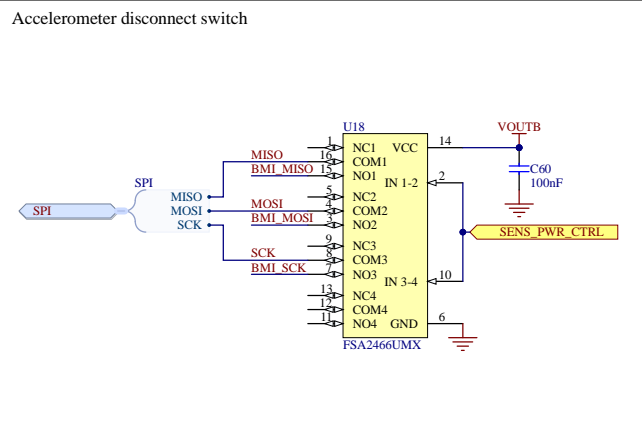 Accelerometer disconnect switch
U18
VOUTB
1 NC1 VCC 14
MISO 16 COM1
BMI_MISO 15 NO1
C60
100nF
IN 1-2 2
SPI
5 NC2
MISO
MOSI 4 COM2
SPI
MOSI
BMI_MOSI 3 NO2
SCK
SENS_PWR_CTRL
9 NC3
SCK 8 COM3
BMI_SCK 7 NO3
IN 3-4 10
13 NC4
12 COM4
11 NO4 GND 6
FSA2466UMX